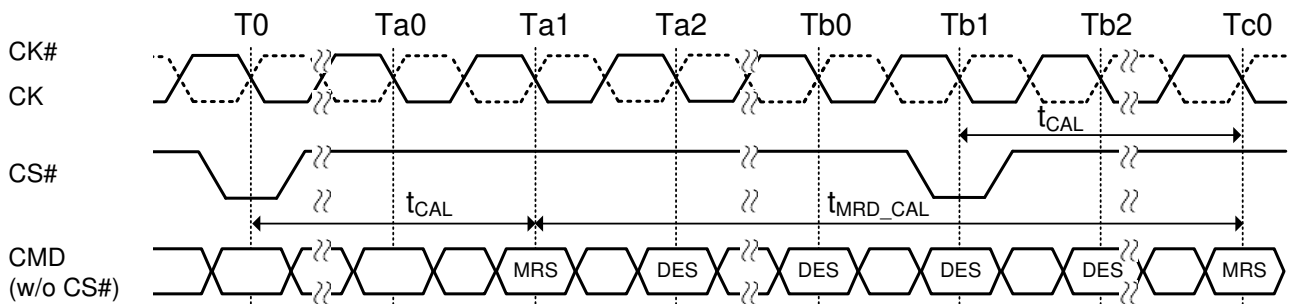 T0 Ta0 Ta1 Ta2 Tb0 Tb1 Tb2 Tc0
CK#
CK
tCAL
CS#
tCAL tMRD_CAL
CMD
(w/o CS#)
MRS DES DES DES DES MRS